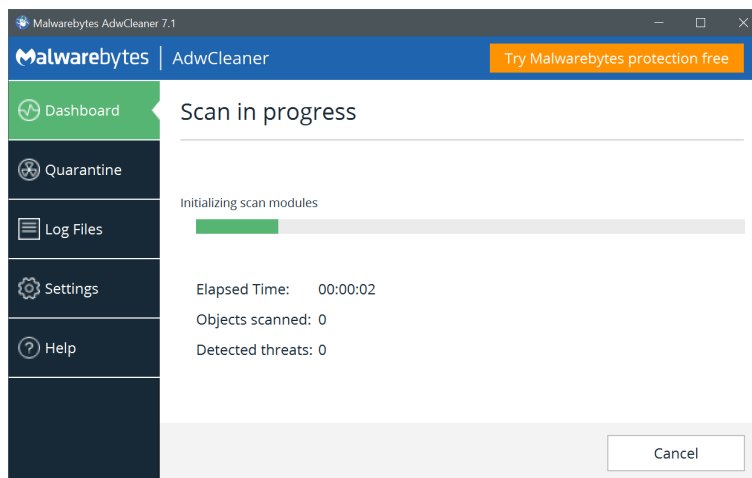 Malwarebytes AdwCleaner 7.1
Malwarebytes | AdwCleaner
Try Malwarebytes protection free
Dashboard
Scan in progress
Quarantine
Initializing scan modules
Log Files
Settings
Elapsed Time: 00:00:02
Objects scanned: 0
Help
Detected threats: 0
Cancel